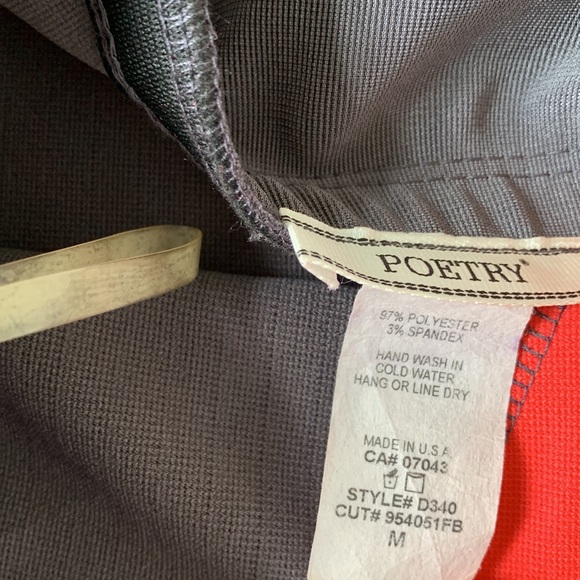 POETRY®
97% POLYESTER
3% SPANDEX
HAND WASH IN
COLD WATER
HANG OR LINE DRY
MADE IN U.S.A
CA# 07043
STYLE# D340
CUT# 954051FB
M